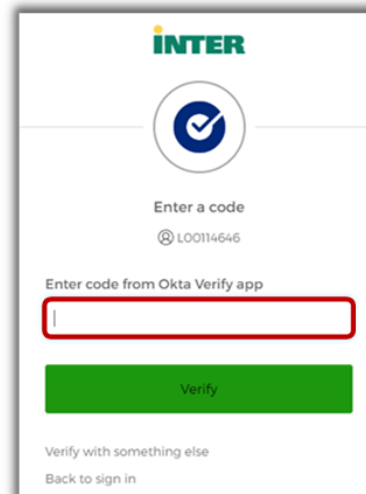 INTER
Enter a code
L00114646
Enter code from Okta Verify app
Verify
Verify with something else
Back to sign in